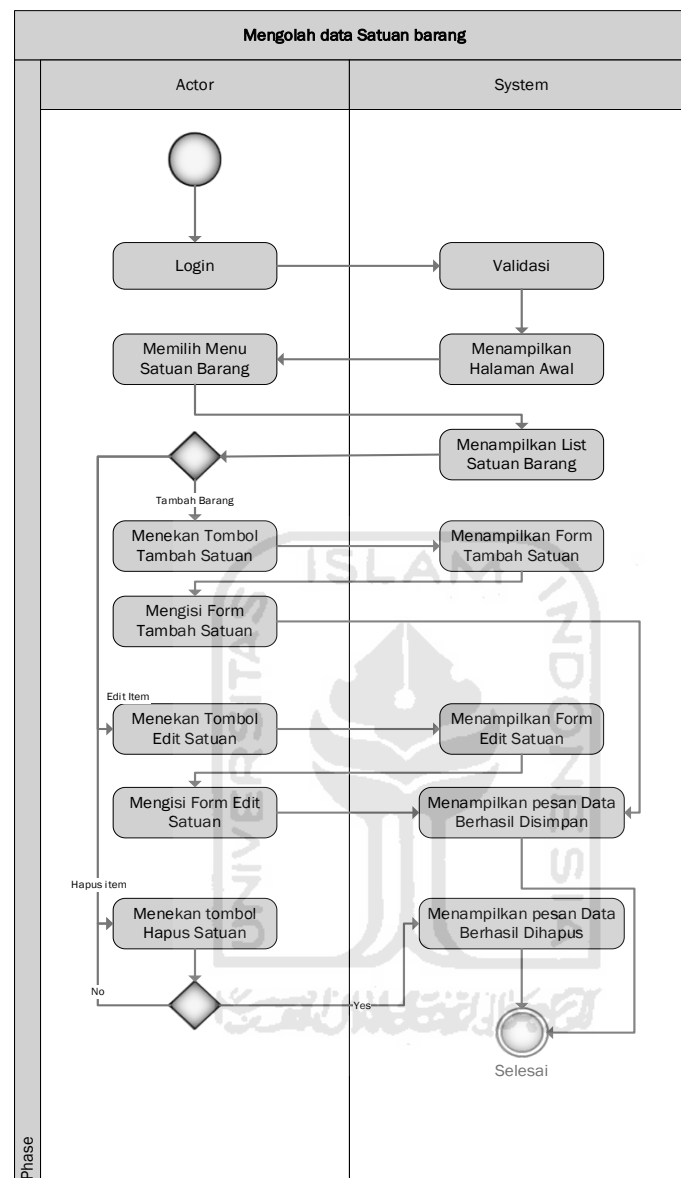 Mengolah data Satuan barang
Actor
System
Login
Validasi
Memilih Menu
Satuan Barang
Menampilkan
Halaman Awal
Menampilkan List
Satuan Barang
Tambah Barang
Menekan Tombol
Tambah Satuan
Menampilkan Form
Tambah Satuan
ISLAM
UNIVERSITAS
INDONESIA
Mengisi Form
Tambah Satuan
Edit Item
Menekan Tombol
Edit Satuan
Menampilkan Form
Edit Satuan
Mengisi Form Edit
Satuan
Menampilkan pesan Data
Berhasil Disimpan
Hapus item
Menekan tombol
Hapus Satuan
Menampilkan pesan Data
Berhasil Dihapus
No
Yes
Selesai
Phase